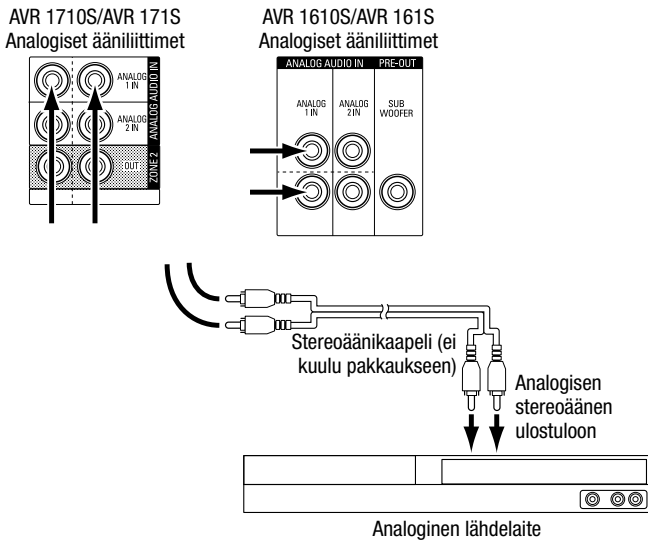 AVR 1710S/AVR 171S
Analogiset ääniliittimet
ANALOG
1 IN
ANALOG
2 IN
OUT
ANALOG AUDIO IN
ZONE 2
AVR 1610S/AVR 161S
Analogiset ääniliittimet
ANALOG AUDIO IN
PRE-OUT
ANALOG
1 IN
ANALOG
2 IN
SUB
WOOFER
Stereoäänikaapeli (ei
kuulu pakkaukseen)
Analogisen
stereoäänen
ulostuloon
Analoginen lähdelaite